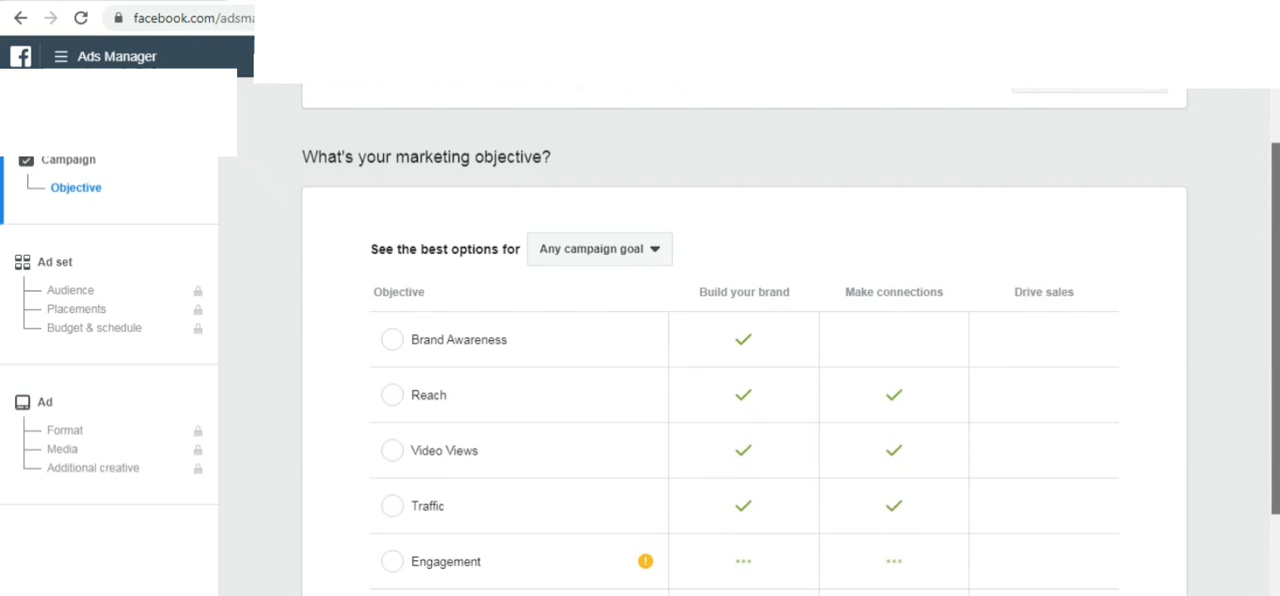 facebook.com/adsma
Ads Manager
Campaign
Objective
Ad set
Audience
Placements
Budget & schedule
Ad
Format
Media
Additional creative
What's your marketing objective?
See the best options for Any campaign goal
Objective Build your brand Make connections Drive sales
Brand Awareness
Reach
Video Views
Traffic
Engagement